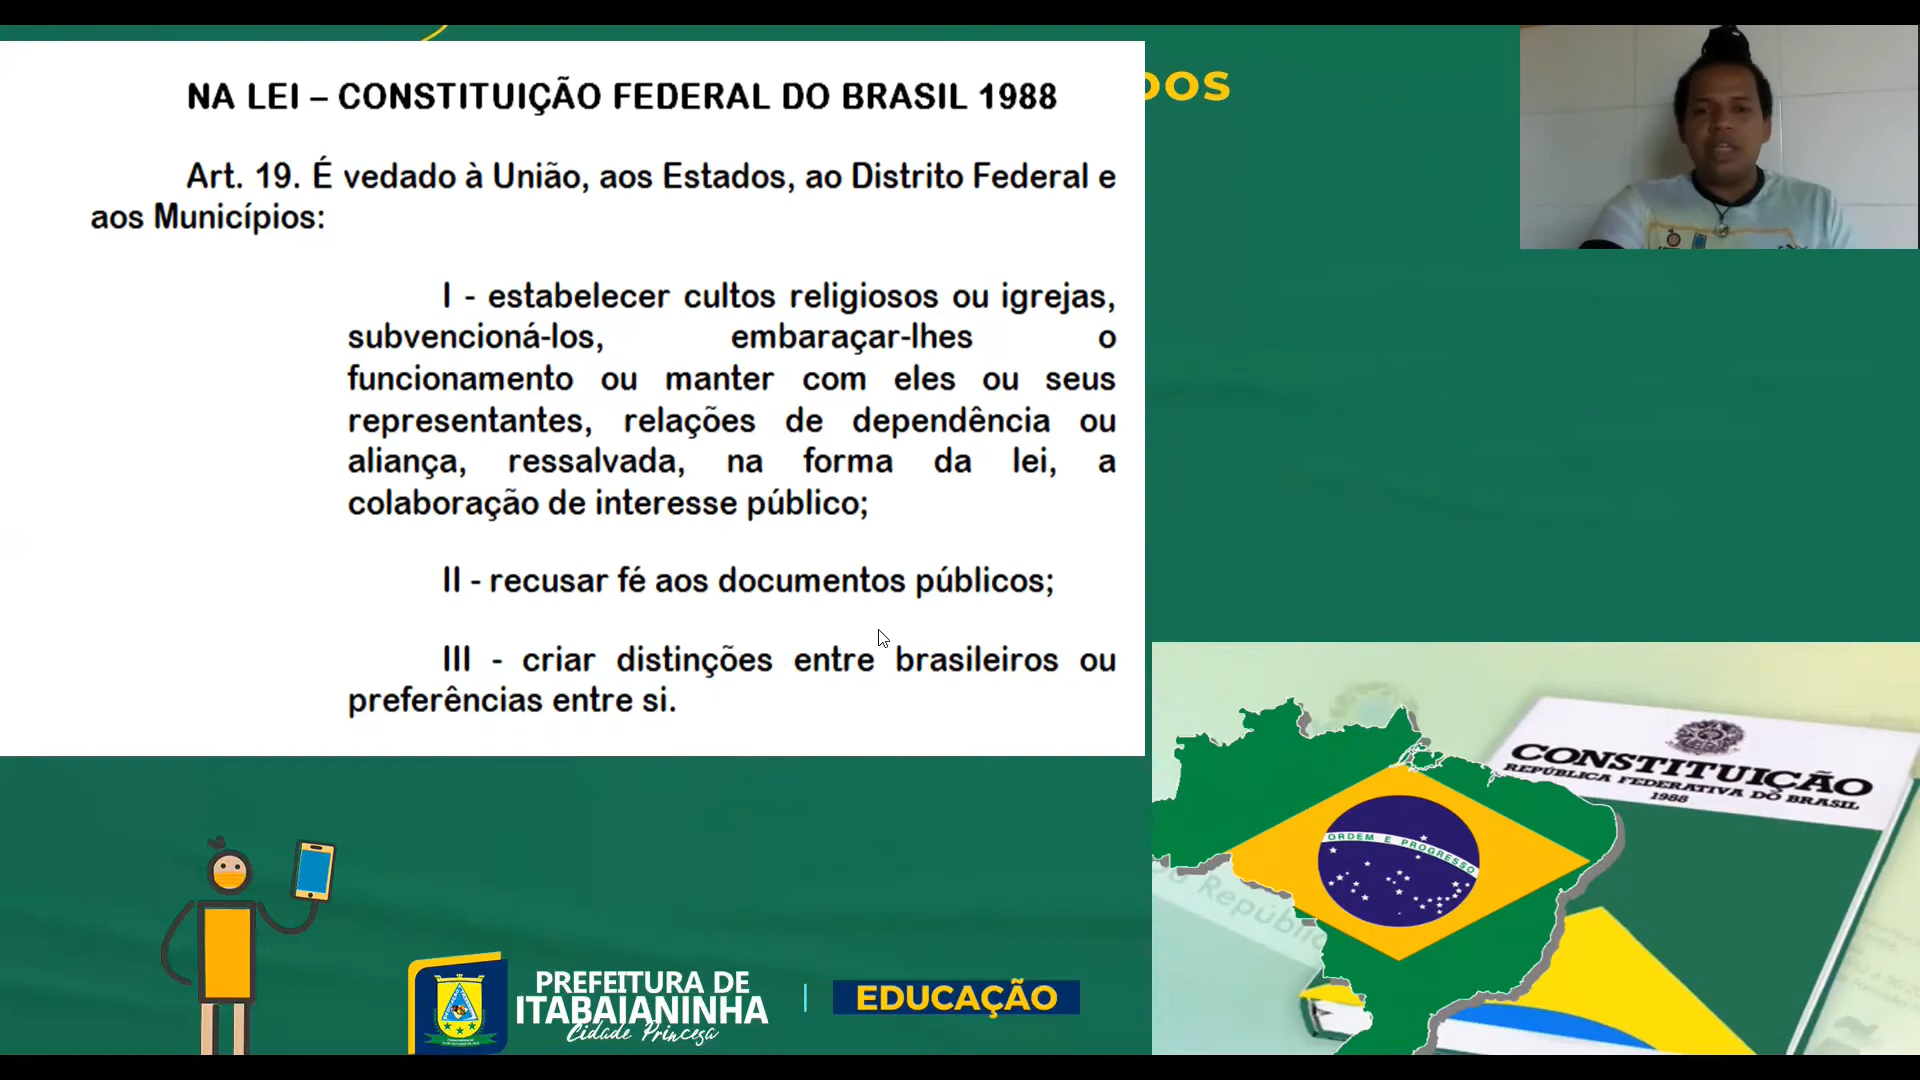 NA LEI – CONSTITUIÇÃO FEDERAL DO BRASIL 1988
DOS
Art. 19. É vedado à União, aos Estados, ao Distrito Federal e
aos Municípios:
I - estabelecer cultos religiosos ou igrejas,
subvencioná-los, embaraçar-lhes o
funcionamento ou manter com eles ou seus
representantes, relações de dependência ou
aliança, ressalvada, na forma da lei, a
colaboração de interesse público;
II - recusar fé aos documentos públicos;
III - criar distinções entre brasileiros ou
preferências entre si.
CONSTITUIÇÃO
REPÚBLICA FEDERATIVA DO BRASIL
1988
ORDEM E PROGRESSO
PREFEITURA DE
ITABAIANINHA
Cidade Princesa
EDUCAÇÃO